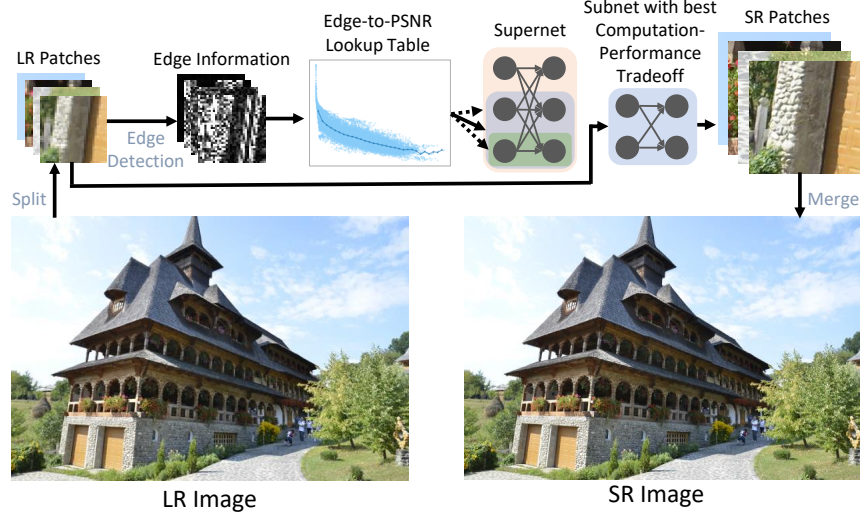 LR Patches
Edge Information
Edge-to-PSNR
Lookup Table
Supernet
Subnet with best
Computation-
Performance
Tradeoff
SR Patches
Edge
Detection
Split
Merge
LR Image
SR Image